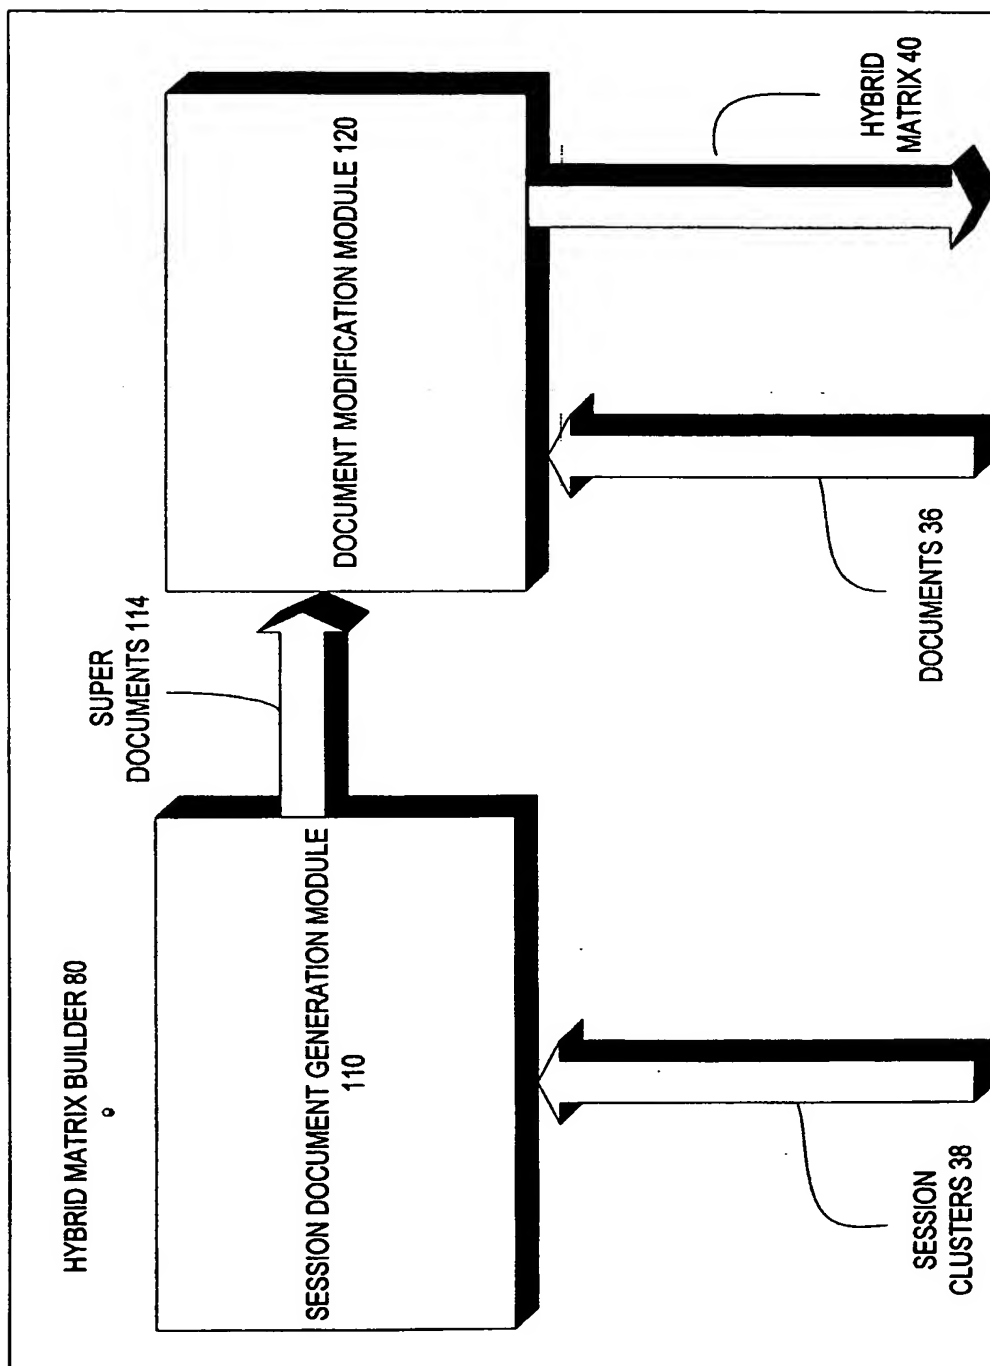 HYBRID MATRIX BUILDER 80
SUPER
DOCUMENTS 114
SESSION DOCUMENT GENERATION MODULE
110
DOCUMENT MODIFICATION MODULE 120
SESSION
CLUSTERS 38
DOCUMENTS 36
HYBRID
MATRIX 40